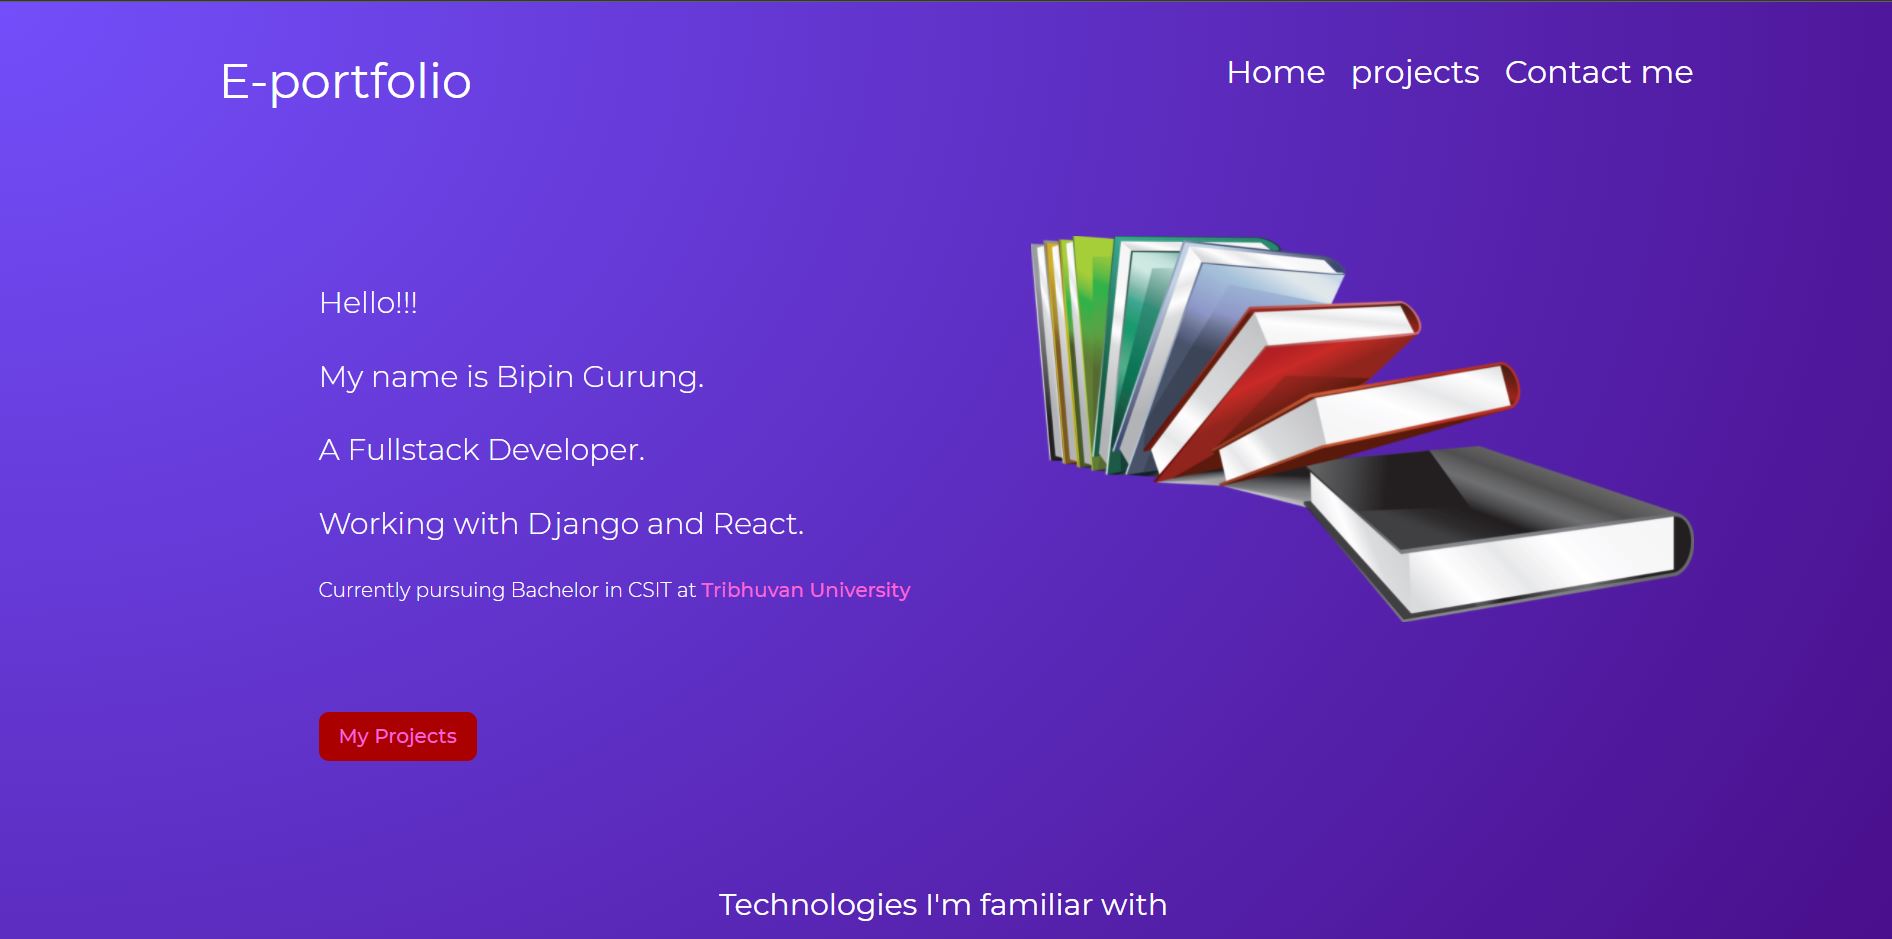 E-portfolio
Home projects Contact me
Hello!!!
My name is Bipin Gurung.
A Fullstack Developer.
Working with Django and React.
Currently pursuing Bachelor in CSIT at Tribhuvan University
My Projects
Technologies I'm familiar with